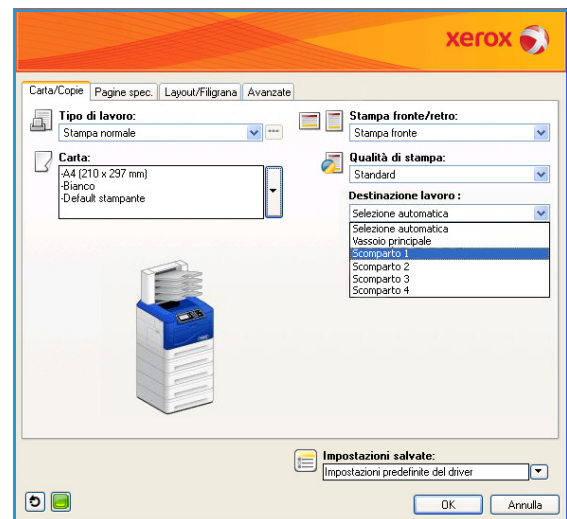 xerox
Carta/Copie Pagine spec. Layout/Filigrana Avanzate
Tipo di lavoro:
Stampa normale
Carta:
-A4 (210 x 297 mm)
-Bianco
-Default stampante
Stampa fronte/retro:
Stampa fronte
Qualità di stampa:
Standard
Destinazione lavoro :
Selezione automatica
Selezione automatica
Vassoio principale
Scomparto 1
Scomparto 2
Scomparto 3
Scomparto 4
Impostazioni salvate:
Impostazioni predefinite del driver
OK Annulla